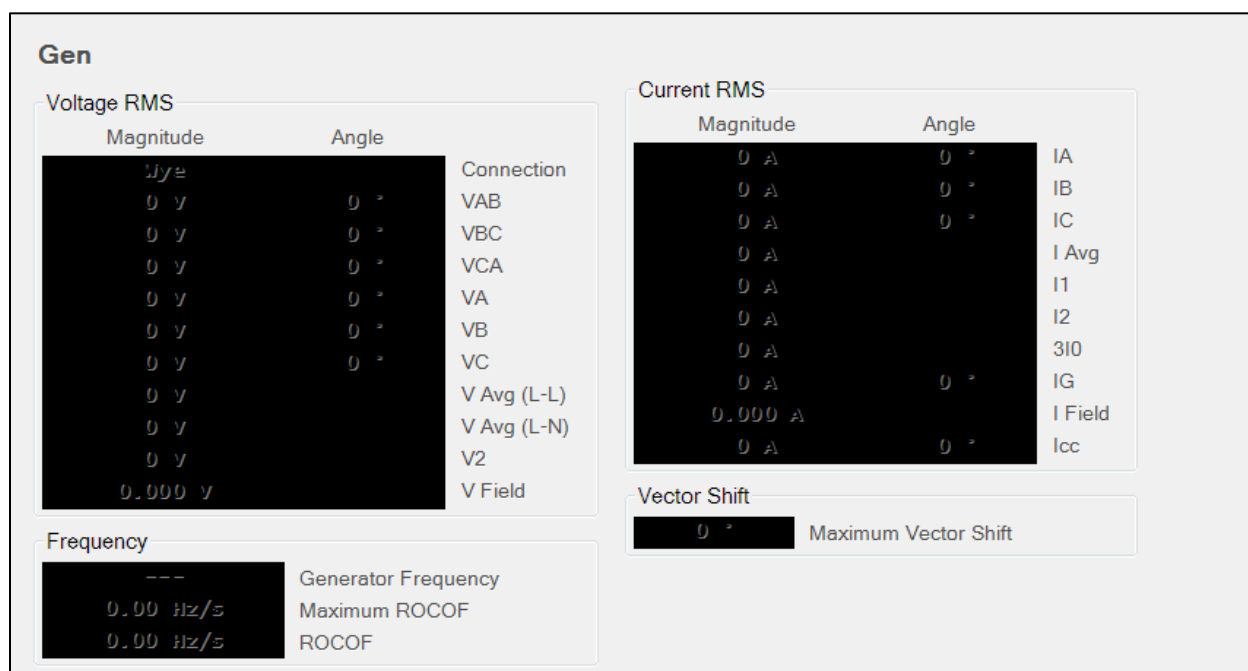 Gen
Voltage RMS
Magnitude Angle
Wye Connection
0 V 0 ° VAB
0 V 0 ° VBC
0 V 0 ° VCA
0 V 0 ° VA
0 V 0 ° VB
0 V 0 ° VC
0 V V Avg (L-L)
0 V V Avg (L-N)
0 V V2
0.000 V V Field
Frequency
--- Generator Frequency
0.00 Hz/s Maximum ROCOF
0.00 Hz/s ROCOF
Current RMS
Magnitude Angle
0 A 0 ° IA
0 A 0 ° IB
0 A 0 ° IC
0 A I Avg
0 A I1
0 A I2
0 A 3I0
0 A 0 ° IG
0.000 A I Field
0 A 0 ° Icc
Vector Shift
0 ° Maximum Vector Shift